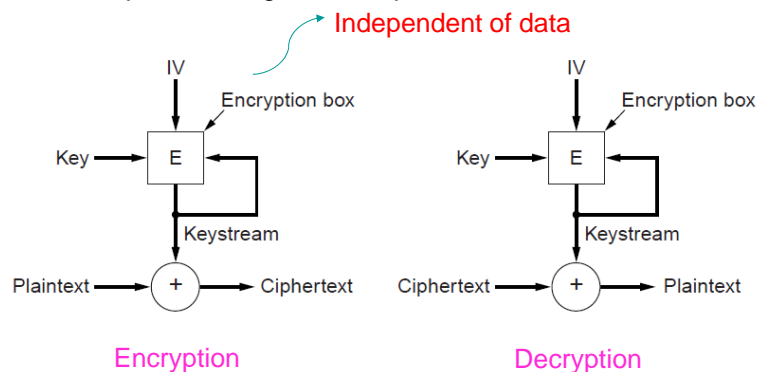 Independent of data
IV
Encryption box
Key
E
Keystream
Plaintext
+
Ciphertext
Encryption
IV
Encryption box
Key
E
Keystream
Ciphertext
+
Plaintext
Decryption